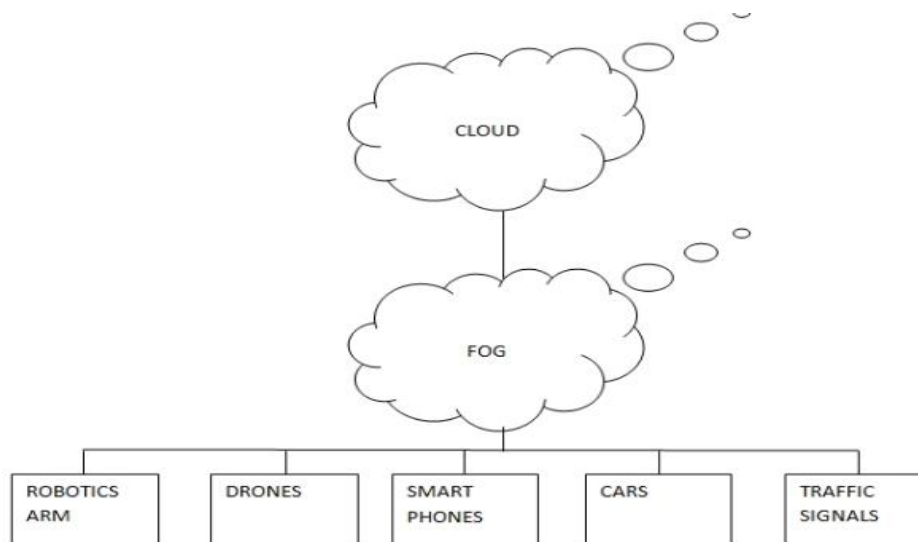 CLOUD
FOG
ROBOTICS
ARM
DRONES
SMART
PHONES
CARS
TRAFFIC
SIGNALS